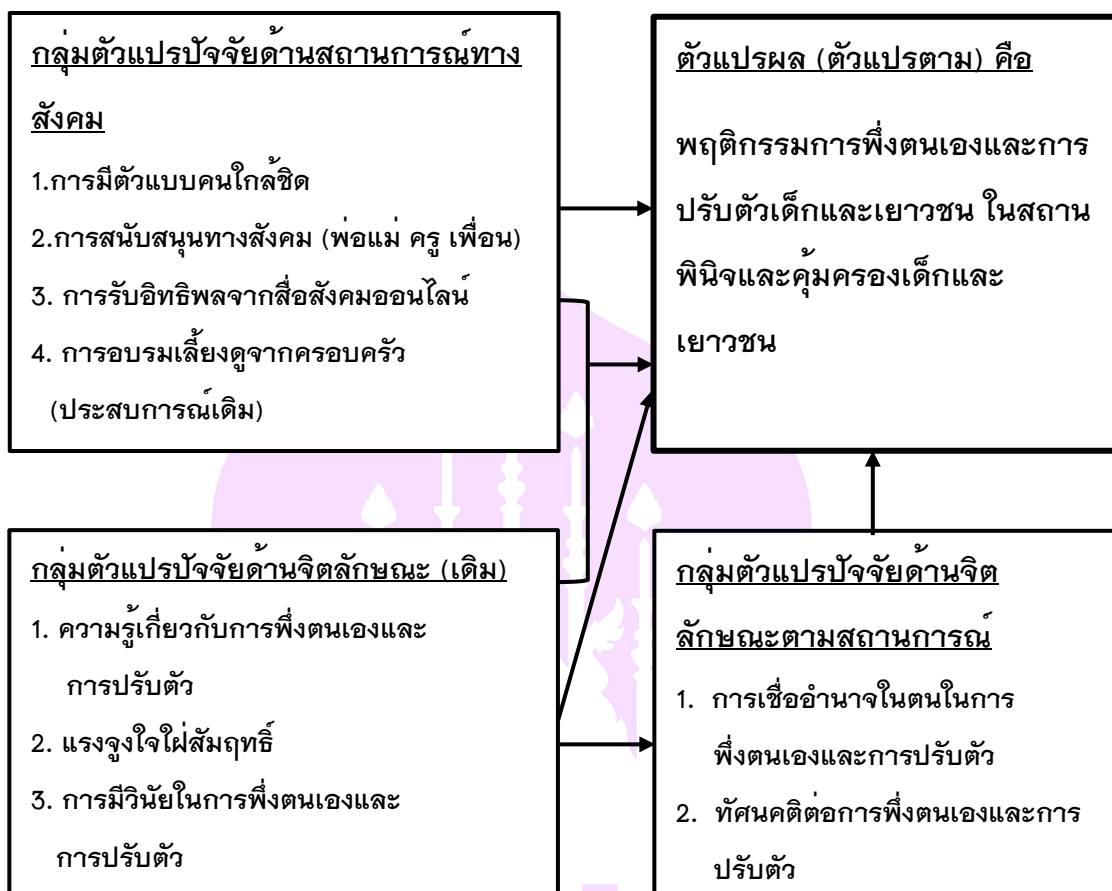 กลุ่มตัวแปรปัจจัยด้านสถานการณ์ทาง
สังคม
1.การมีตัวแบบคนใกล้ชิด
2.การสนับสนุนทางสังคม (พ่อแม่ ครู เพื่อน)
3. การรับอิทธิพลจากสื่อสังคมออนไลน์
4. การอบรมเลี้ยงดูจากครอบครัว
(ประสบการณ์เดิม)
ตัวแปรผล (ตัวแปรตาม) คือ
พฤติกรรมการพึ่งตนเองและการ
ปรับตัวเด็กและเยาวชน ในสถาน
พินิจและคุ้มครองเด็กและ
เยาวชน
กลุ่มตัวแปรปัจจัยด้านจิตลักษณะ (เดิม)
1. ความรู้เกี่ยวกับการพึ่งตนเองและ
การปรับตัว
2. แรงจูงใจใฝ่สัมฤทธิ์
3. การมีวินัยในการพึ่งตนเองและ
การปรับตัว
กลุ่มตัวแปรปัจจัยด้านจิต
ลักษณะตามสถานการณ์
1. การเชื่ออำนาจในตนในการ
พึ่งตนเองและการปรับตัว
2. ทัศนคติต่อการพึ่งตนเองและการ
ปรับตัว